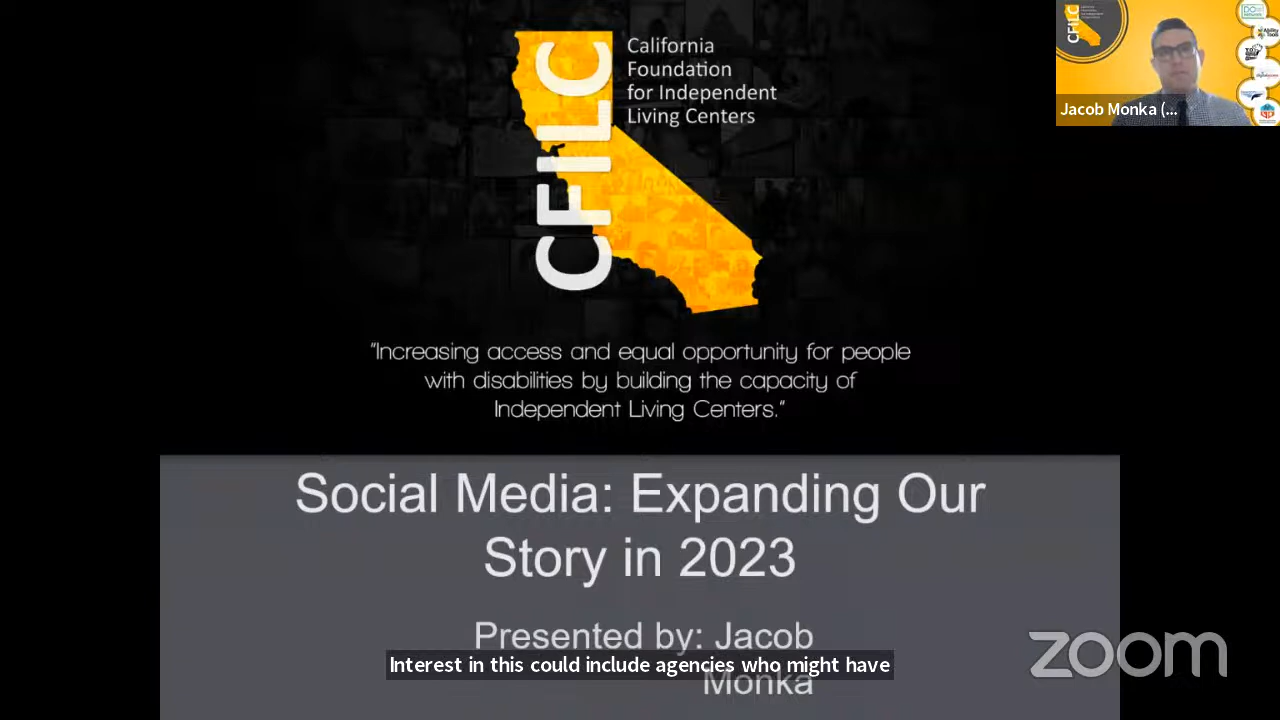 CFILC
California
Foundation
for Independent
Living Centers
"Increasing access and equal opportunity for people
with disabilities by building the capacity of
Independent Living Centers."
Social Media: Expanding Our
Story in 2023
Presented by: Jacob
Monka
Interest in this could include agencies who might have
CFILC
Jacob Monka (...
zoom